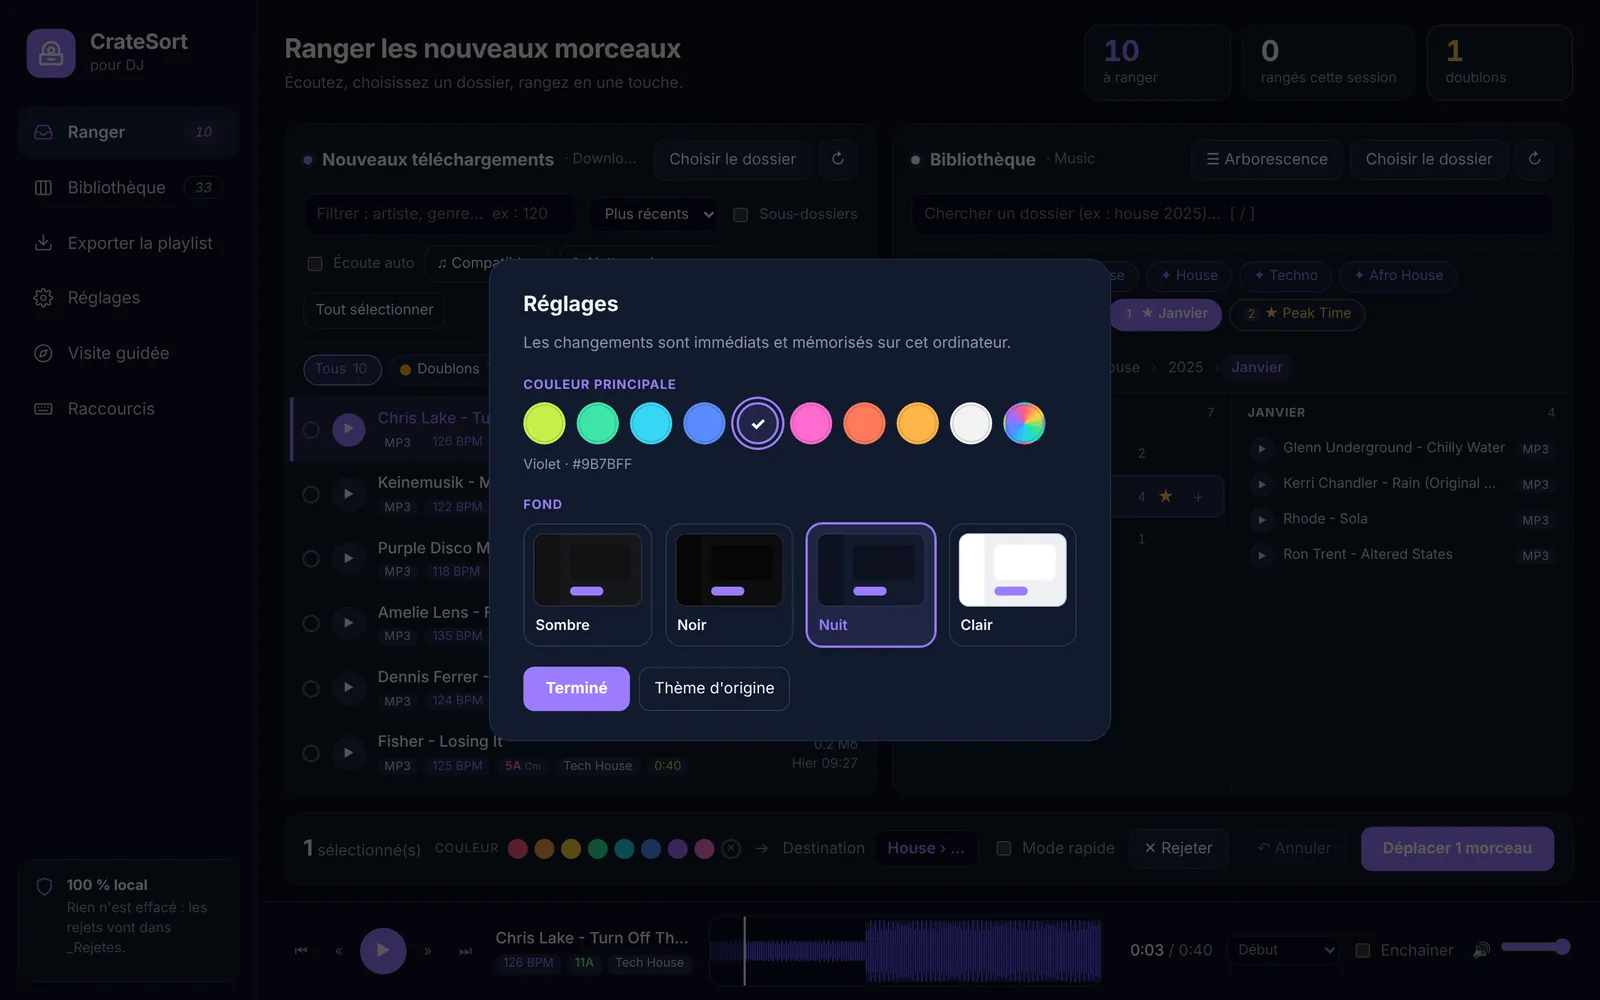 CrateSort
pour DJ
Ranger 10
Bibliothèque 33
Exporter la playlist
Réglages
Visite guidée
Raccourcis
100 % local
Rien n'est effacé : les
rejets vont dans
_Rejetes.
Ranger les nouveaux morceaux
Écoutez, choisissez un dossier, rangez en une touche.
10
à ranger
0
rangés cette session
1
doublons
Nouveaux téléchargements · Downlo... Choisir le dossier
Filtrer : artiste, genre... ex : 120 Plus récents Sous-dossiers
Écoute auto
Tout sélectionner
Tous 10 Doublons
Chris Lake - Tu
MP3 126 BPM
Keinemusik - M
MP3 122 BPM
Purple Disco M
MP3 118 BPM
Amelie Lens -
MP3 135 BPM
Dennis Ferrer -
MP3 124 BPM
Fisher - Losing It
MP3 125 BPM 5A Cm Tech House 0:40
0.2 Mo
Hier 09:27
Bibliothèque · Music ☰ Arborescence Choisir le dossier
Chercher un dossier (ex : house 2025)... [ / ]
✦ House ✦ Techno ✦ Afro House
1 ★ Janvier 2 ★ Peak Time
2025 › Janvier
7
2
4 ★ +
1
JANVIER 4
Glenn Underground - Chilly Water MP3
Kerri Chandler - Rain (Original ... MP3
Rhode - Sola MP3
Ron Trent - Altered States MP3
Réglages
Les changements sont immédiats et mémorisés sur cet ordinateur.
COULEUR PRINCIPALE
Violet · #9B7BFF
FOND
Sombre
Noir
Nuit
Clair
Terminé
Thème d'origine
1 sélectionné(s) COULEUR → Destination House › ... Mode rapide ✕ Rejeter ↶ Annuler Déplacer 1 morceau
Chris Lake - Turn Off Th...
126 BPM 11A Tech House
0:03 / 0:40 Début Enchaîner